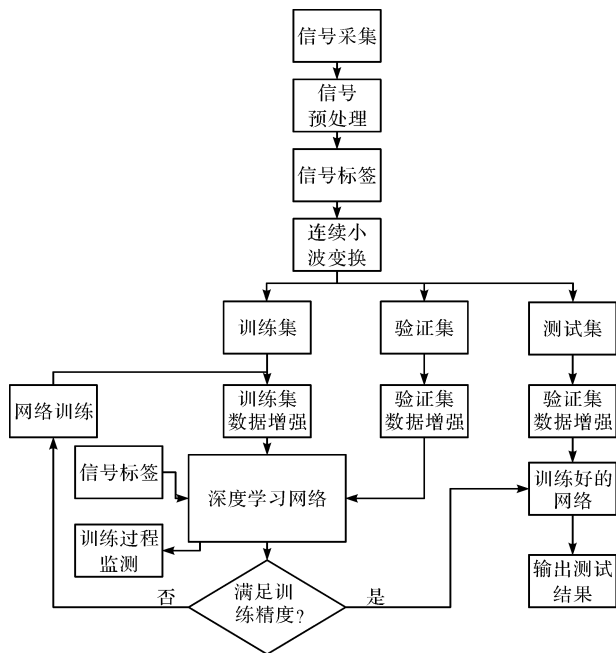 信号采集
信号
预处理
信号标签
连续小
波变换
训练集
验证集
测试集
网络训练
训练集
数据增强
验证集
数据增强
验证集
数据增强
信号标签
深度学习网络
训练好的
网络
训练过程
监测
否
满足训
练精度?
是
输出测试
结果